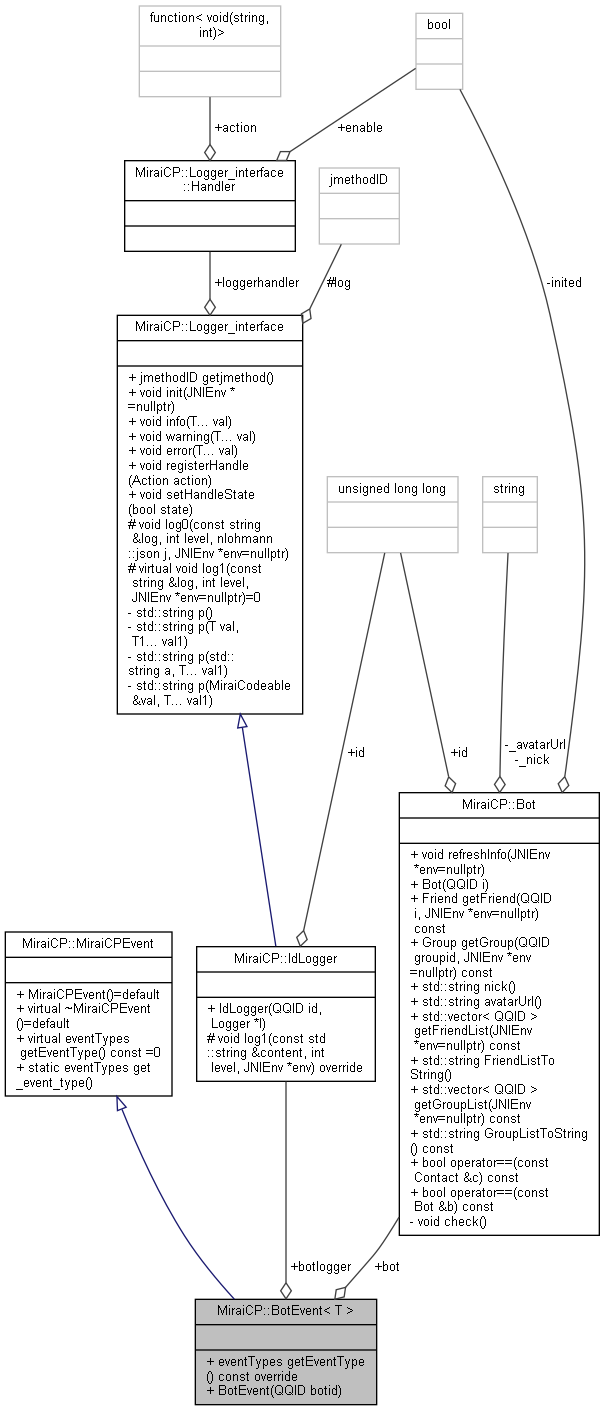 function< void(string,
int)>
bool
+action
+enable
MiraiCP::Logger_interface
::Handler
jmethodID
+loggerhandler
#log
-inited
MiraiCP::Logger_interface
+ jmethodID getjmethod()
+ void init(JNIEnv *
=nullptr)
+ void info(T... val)
+ void warning(T... val)
+ void error(T... val)
+ void registerHandle
(Action action)
+ void setHandleState
(bool state)
# void log0(const string
&log, int level, nlohmann
::json j, JNIEnv *env=nullptr)
# virtual void log1(const
string &log, int level,
JNIEnv *env=nullptr)=0
- std::string p()
- std::string p(T val,
T1... val1)
- std::string p(std::
string a, T... val1)
- std::string p(MiraiCodeable
&val, T... val1)
unsigned long long
string
+id
+id
-_avatarUrl
-_nick
MiraiCP::Bot
+ void refreshInfo(JNIEnv
*env=nullptr)
+ Bot(QQID i)
+ Friend getFriend(QQID
i, JNIEnv *env=nullptr)
const
+ Group getGroup(QQID
groupid, JNIEnv *env
=nullptr) const
+ std::string nick()
+ std::string avatarUrl()
+ std::vector< QQID >
getFriendList(JNIEnv
*env=nullptr) const
+ std::string FriendListTo
String()
+ std::vector< QQID >
getGroupList(JNIEnv
*env=nullptr) const
+ std::string GroupListToString
() const
+ bool operator==(const
Contact &c) const
+ bool operator==(const
Bot &b) const
- void check()
MiraiCP::MiraiCPEvent
+ MiraiCPEvent()=default
+ virtual ~MiraiCPEvent
()=default
+ virtual eventTypes
getEventType() const =0
+ static eventTypes get
_event_type()
MiraiCP::IdLogger
+ IdLogger(QQID id,
Logger *l)
# void log1(const std
::string &content, int
level, JNIEnv *env) override
+botlogger
+bot
MiraiCP::BotEvent< T >
+ eventTypes getEventType
() const override
+ BotEvent(QQID botid)